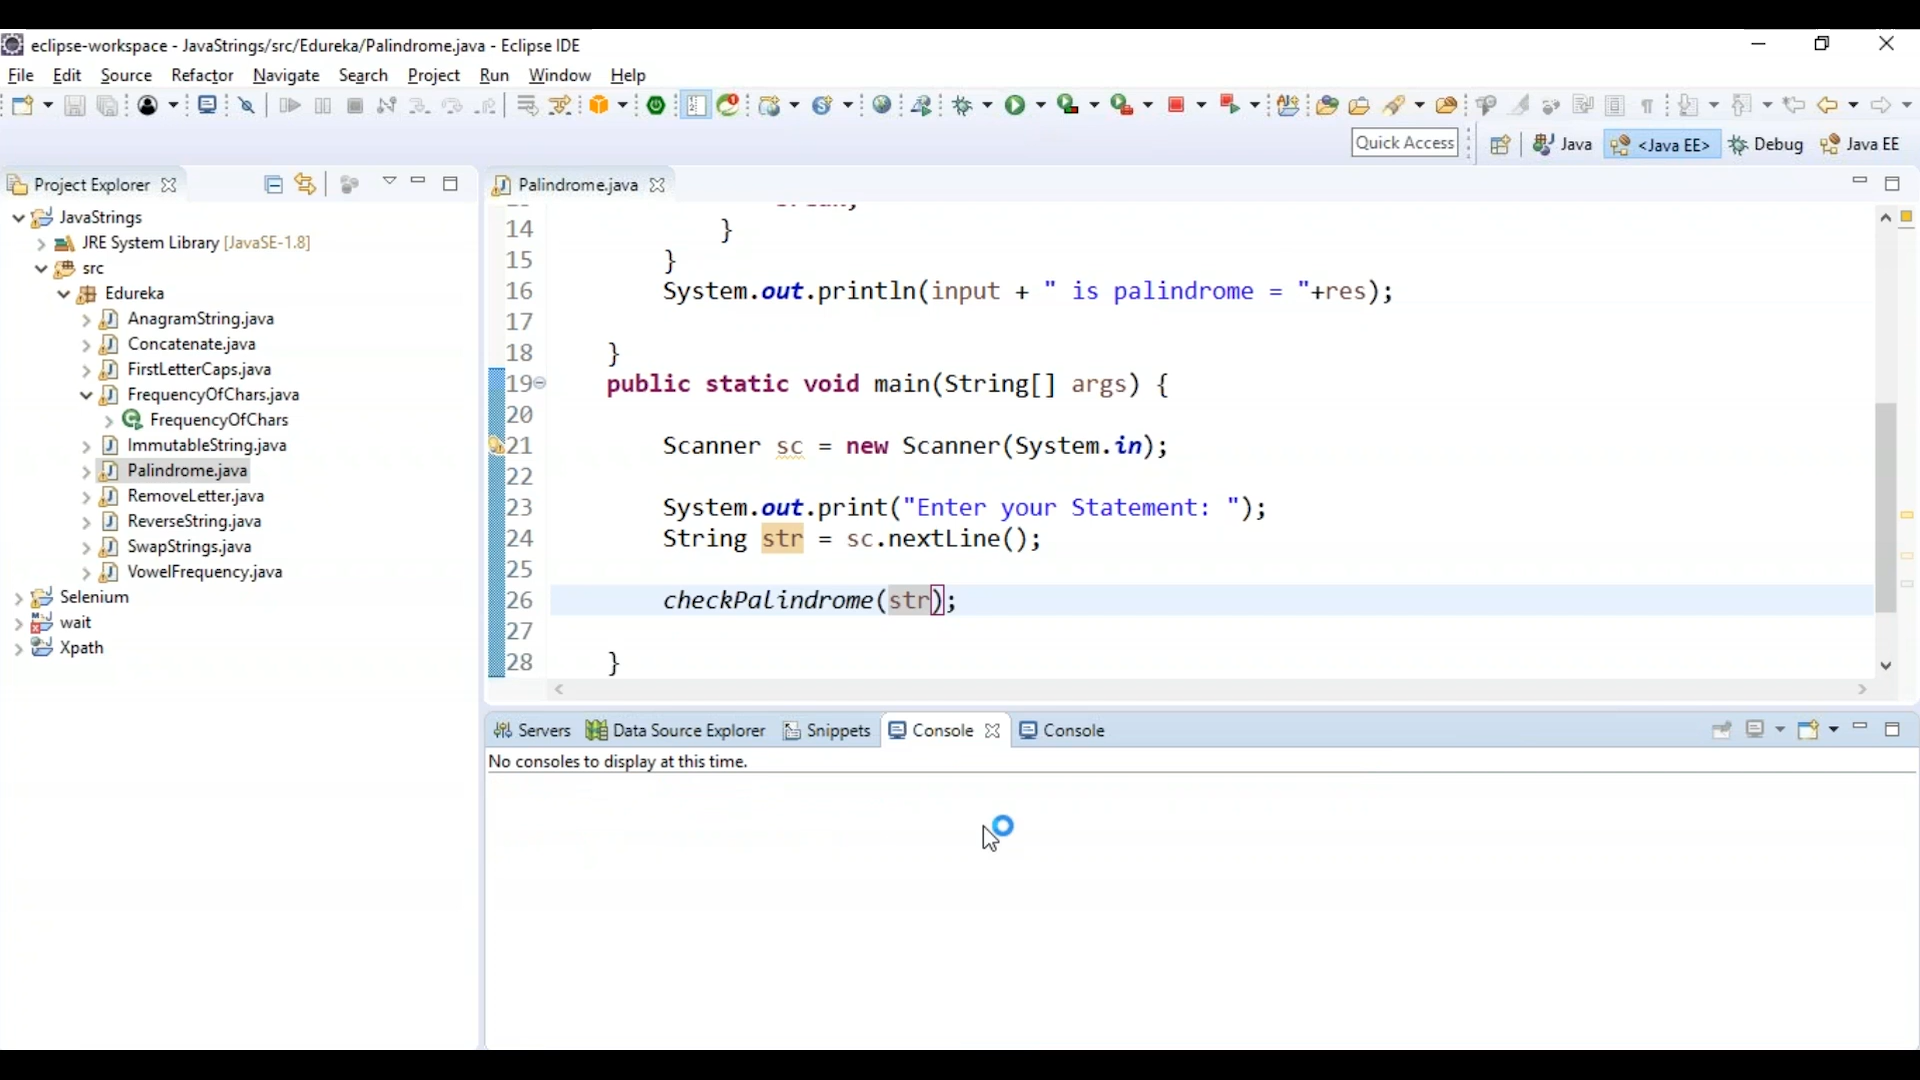 eclipse-workspace - JavaStrings/src/Edureka/Palindrome.java - Eclipse IDE
File Edit Source Refactor Navigate Search Project Run Window Help
Quick Access Java <Java EE> Debug Java EE
Project Explorer
JavaStrings
JRE System Library [JavaSE-1.8]
src
Edureka
AnagramString.java
Concatenate.java
FirstLetterCaps.java
FrequencyOfChars.java
FrequencyOfChars
ImmutableString.java
Palindrome.java
RemoveLetter.java
ReverseString.java
SwapStrings.java
VowelFrequency.java
Selenium
wait
Xpath
Palindrome.java
14 }
15 }
16 System.out.println(input + " is palindrome = "+res);
17
18 }
19 public static void main(String[] args) {
20
21 Scanner sc = new Scanner(System.in);
22
23 System.out.print("Enter your Statement: ");
24 String str = sc.nextLine();
25
26 checkPalindrome(str);
27
28 }
Servers Data Source Explorer Snippets Console Console
No consoles to display at this time.